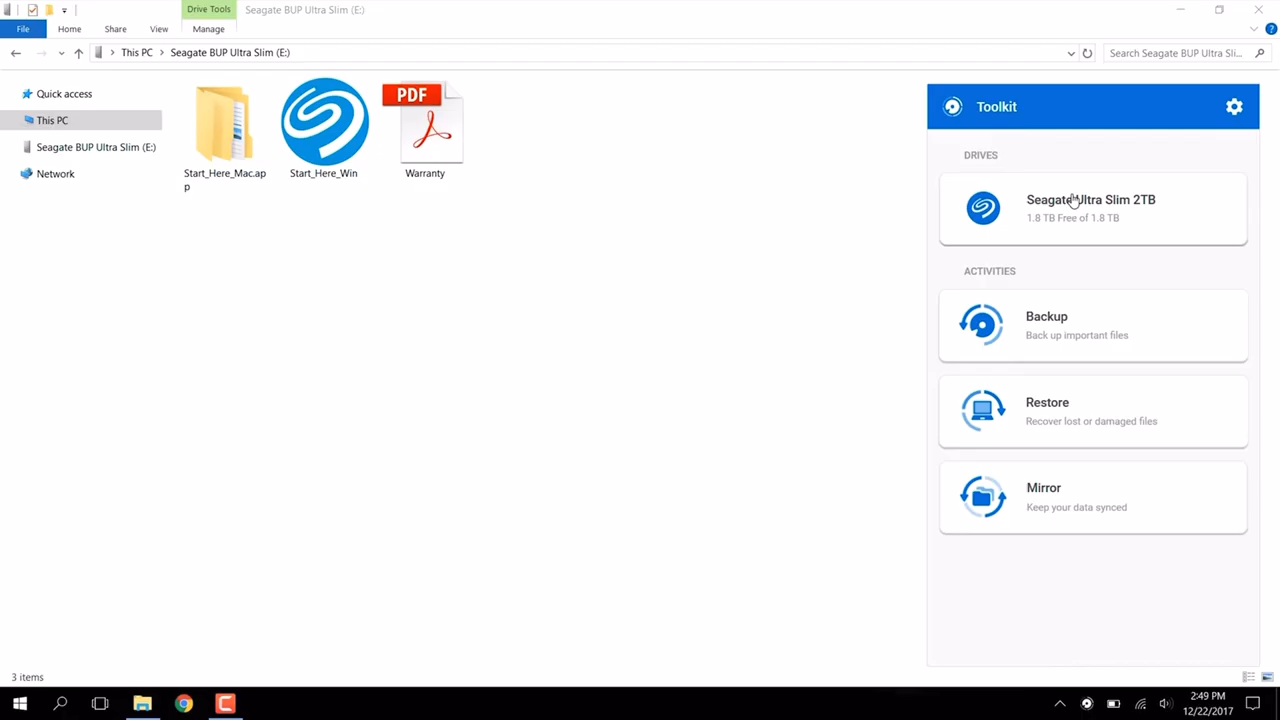 Drive Tools
Seagate BUP Ultra Slim (E:)
File
Home
Share
View
Manage
This PC
Seagate BUP Ultra Slim (E:)
Search Seagate BUP Ultra Sli...
Quick access
This PC
Seagate BUP Ultra Slim (E:)
Network
Start_Here_Mac.ap
p
Start_Here_Win
PDF
Warranty
Toolkit
DRIVES
Seagate Ultra Slim 2TB
1.8 TB Free of 1.8 TB
ACTIVITIES
Backup
Back up important files
Restore
Recover lost or damaged files
Mirror
Keep your data synced
3 items
2:49 PM
12/22/2017